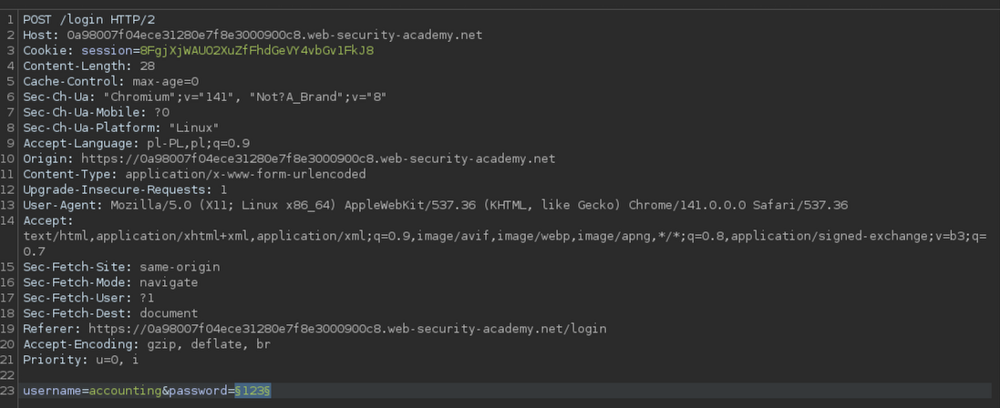 1 POST /login HTTP/2
2 Host: 0a98007f04ece31280e7f8e3000900c8.web-security-academy.net
3 Cookie: session=8FgjXjWAUO2XuZfFhdGeVY4vbGv1FkJ8
4 Content-Length: 28
5 Cache-Control: max-age=0
6 Sec-Ch-Ua: "Chromium";v="141", "Not?A_Brand";v="8"
7 Sec-Ch-Ua-Mobile: ?0
8 Sec-Ch-Ua-Platform: "Linux"
9 Accept-Language: pl-PL,pl;q=0.9
10 Origin: https://0a98007f04ece31280e7f8e3000900c8.web-security-academy.net
11 Content-Type: application/x-www-form-urlencoded
12 Upgrade-Insecure-Requests: 1
13 User-Agent: Mozilla/5.0 (X11; Linux x86_64) AppleWebKit/537.36 (KHTML, like Gecko) Chrome/141.0.0.0 Safari/537.36
14 Accept:
text/html,application/xhtml+xml,application/xml;q=0.9,image/avif,image/webp,image/apng,*/*;q=0.8,application/signed-exchange;v=b3;q=
0.7
15 Sec-Fetch-Site: same-origin
16 Sec-Fetch-Mode: navigate
17 Sec-Fetch-User: ?1
18 Sec-Fetch-Dest: document
19 Referer: https://0a98007f04ece31280e7f8e3000900c8.web-security-academy.net/login
20 Accept-Encoding: gzip, deflate, br
21 Priority: u=0, i
22
23 username=accounting&password=§123§